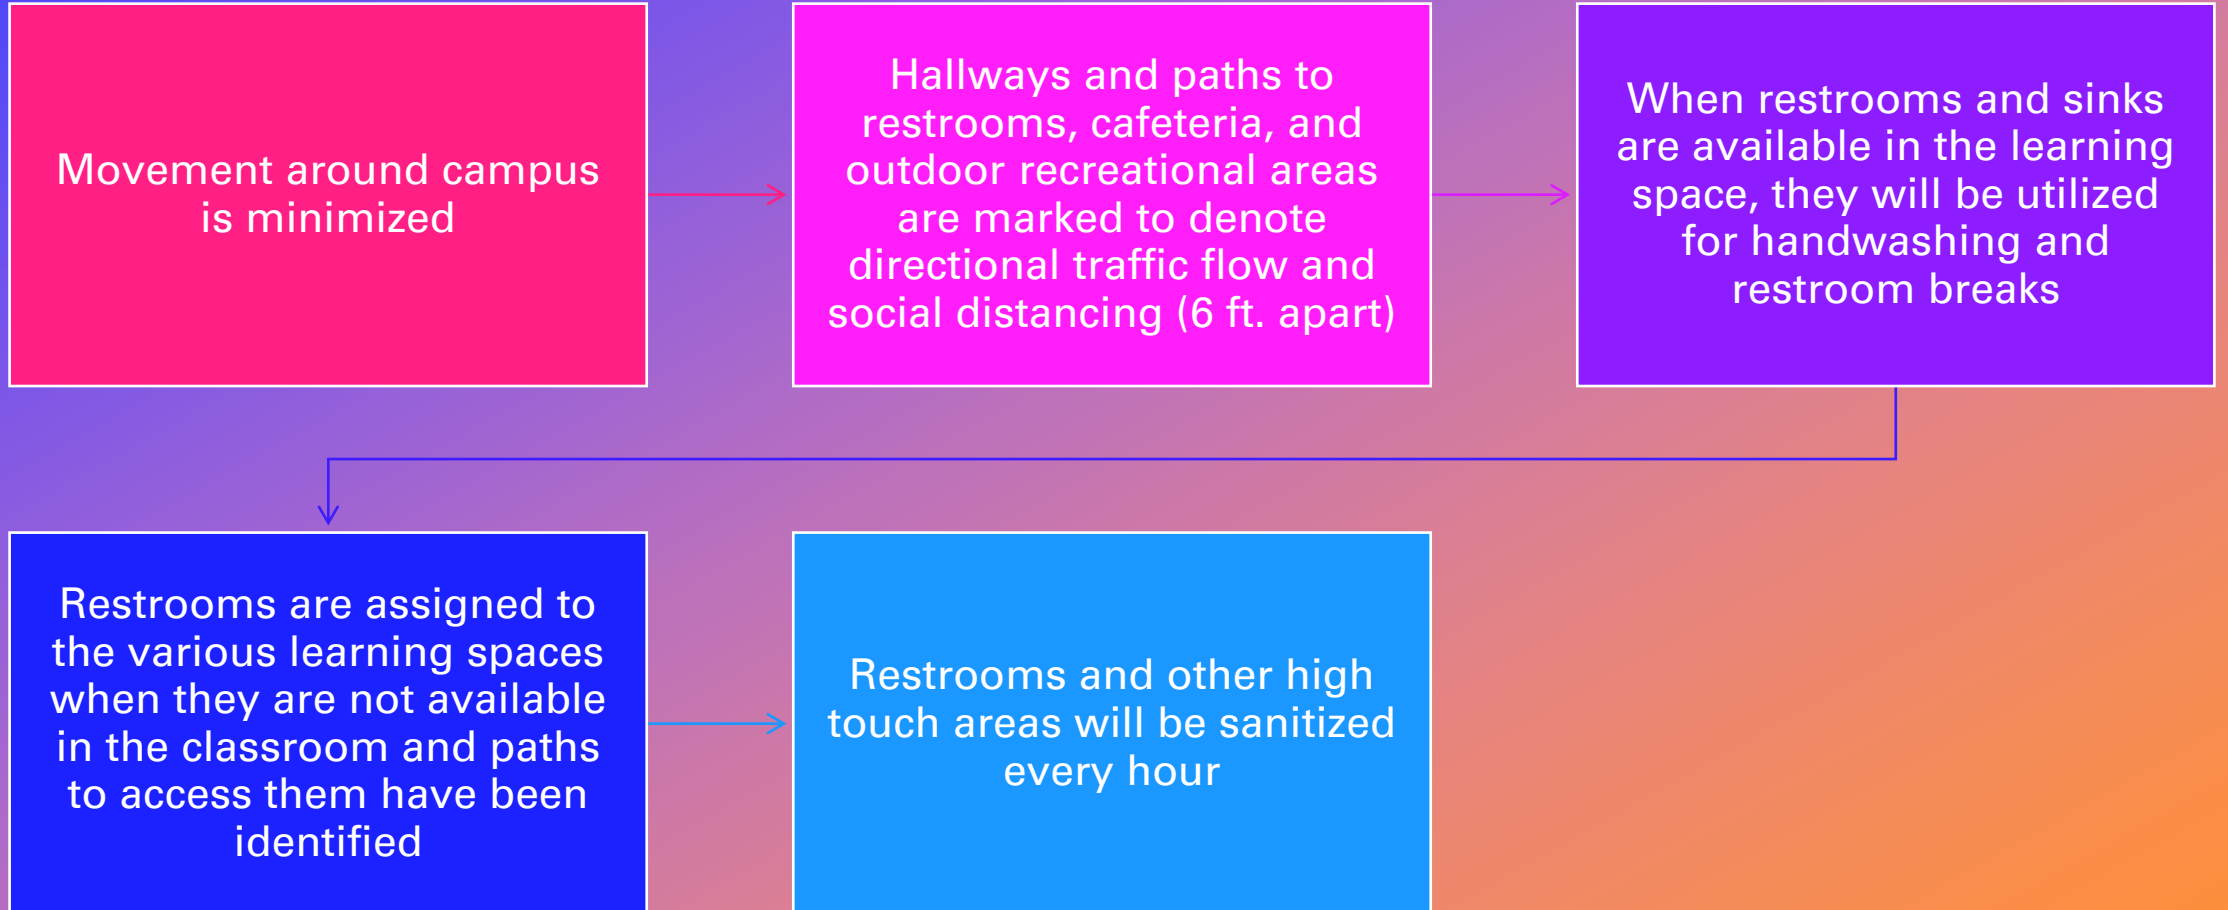 Movement around campus
is minimized
Hallways and paths to
restrooms, cafeteria, and
outdoor recreational areas
are marked to denote
directional traffic flow and
social distancing (6 ft. apart)
When restrooms and sinks
are available in the learning
space, they will be utilized
for handwashing and
restroom breaks
Restrooms are assigned to
the various learning spaces
when they are not available
in the classroom and paths
to access them have been
identified
Restrooms and other high
touch areas will be sanitized
every hour